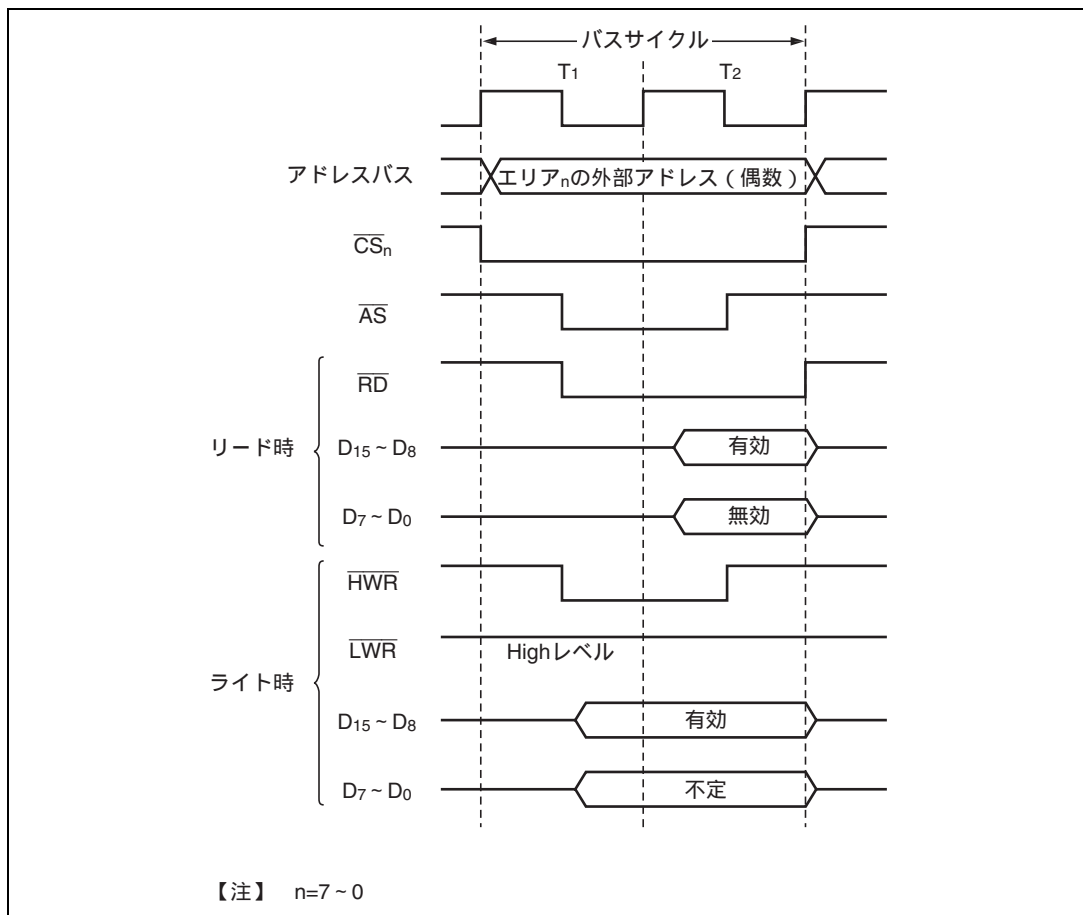 バスサイクル
T1 T2
アドレスバス エリアnの外部アドレス（偶数）
CSn
AS
RD
リード時 D15～D8 有効
D7～D0 無効
HWR
LWR Highレベル
ライト時
D15～D8 有効
D7～D0 不定
【注】 n=7～0